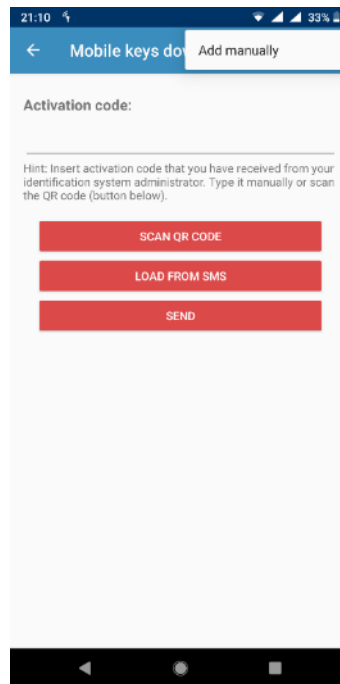 21:10 33%
Mobile keys do
Add manually
Activation code:
Hint: Insert activation code that you have received from your
identification system administrator. Type it manually or scan
the QR code (button below).
SCAN QR CODE
LOAD FROM SMS
SEND